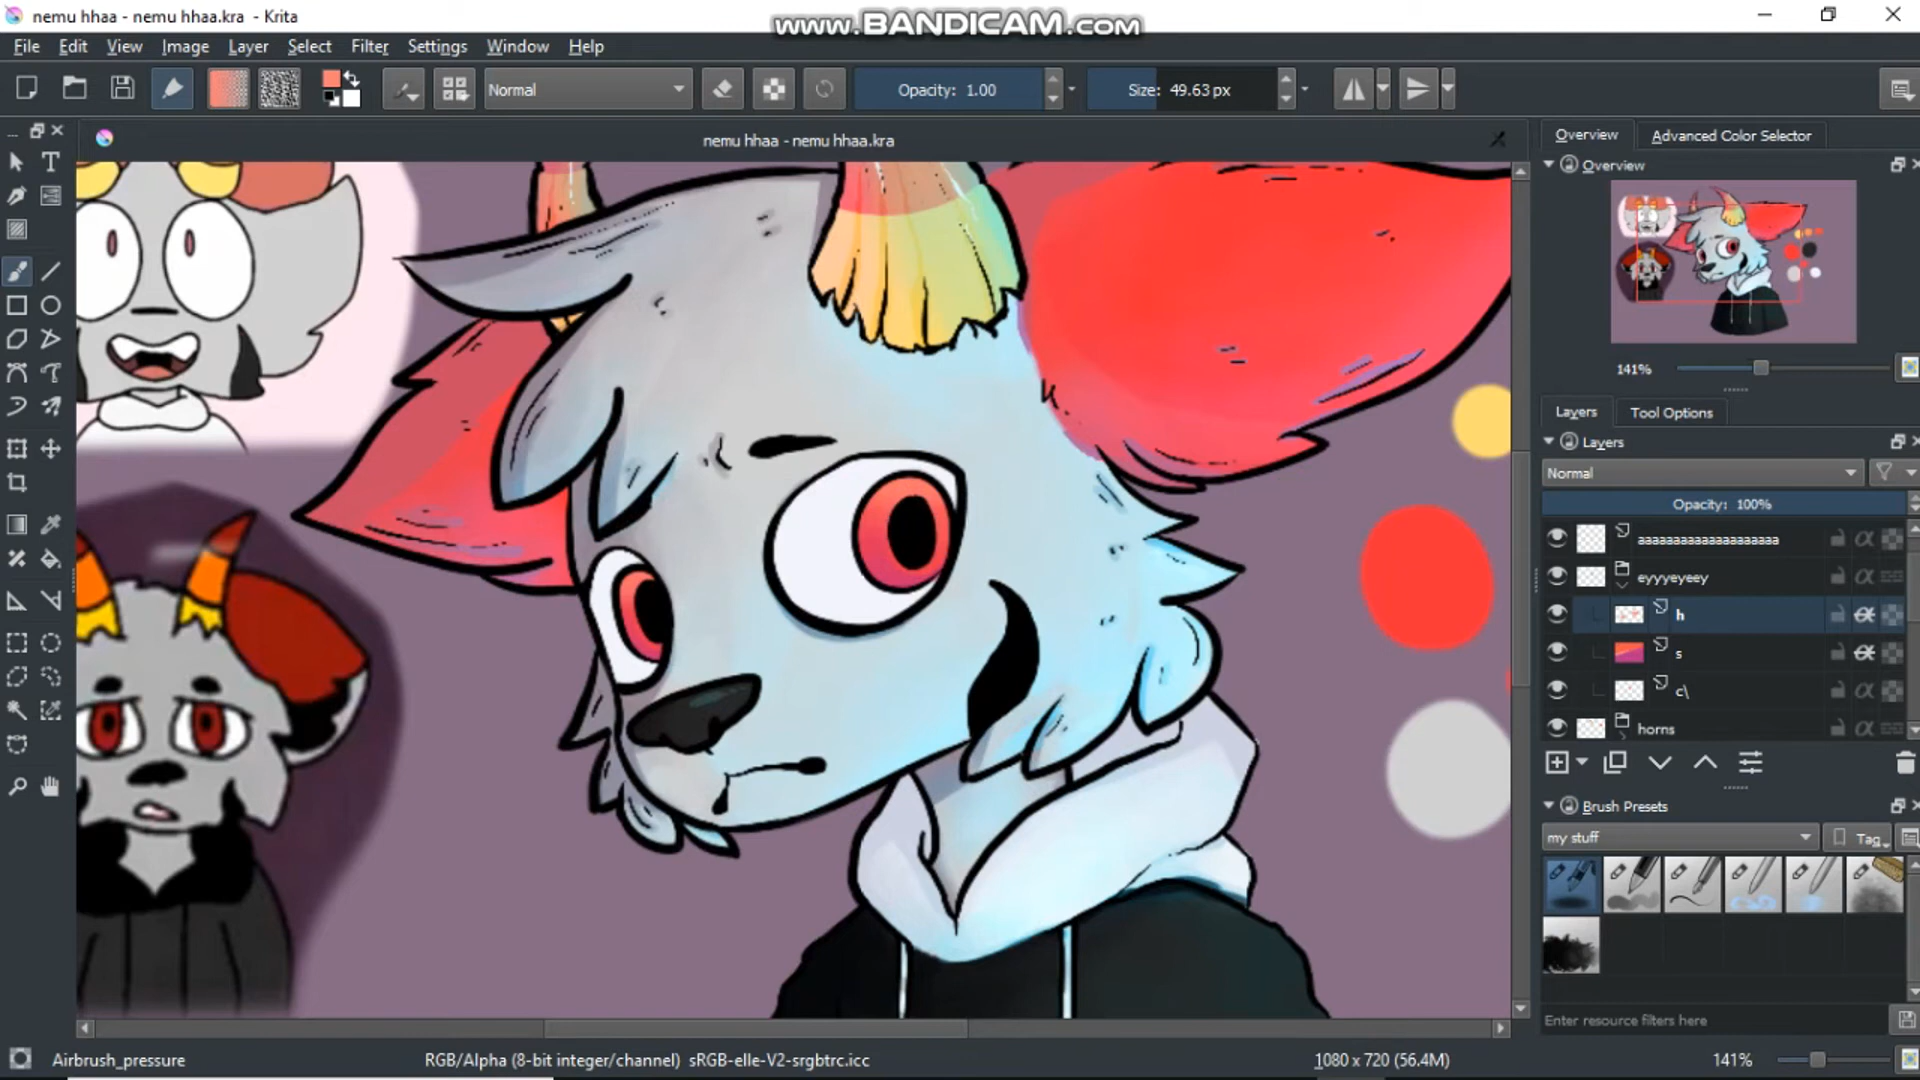 nemu hhaa - nemu hhaa.kra - Krita
www.BANDICAM.com
File Edit View Image Layer Select Filter Settings Window Help
Normal
Opacity: 1.00
Size: 49.63 px
nemu hhaa - nemu hhaa.kra
Overview Advanced Color Selector
Overview
141%
Layers Tool Options
Layers
Normal
Opacity: 100%
aaaaaaaaaaaaaaaaaaaa
eyyyeyeey
h
s
c\
horns
Brush Presets
my stuff
Tag
Enter resource filters here
Airbrush_pressure
RGB/Alpha (8-bit integer/channel) sRGB-elle-V2-srgbtrc.icc
1080 x 720 (56.4M)
141%